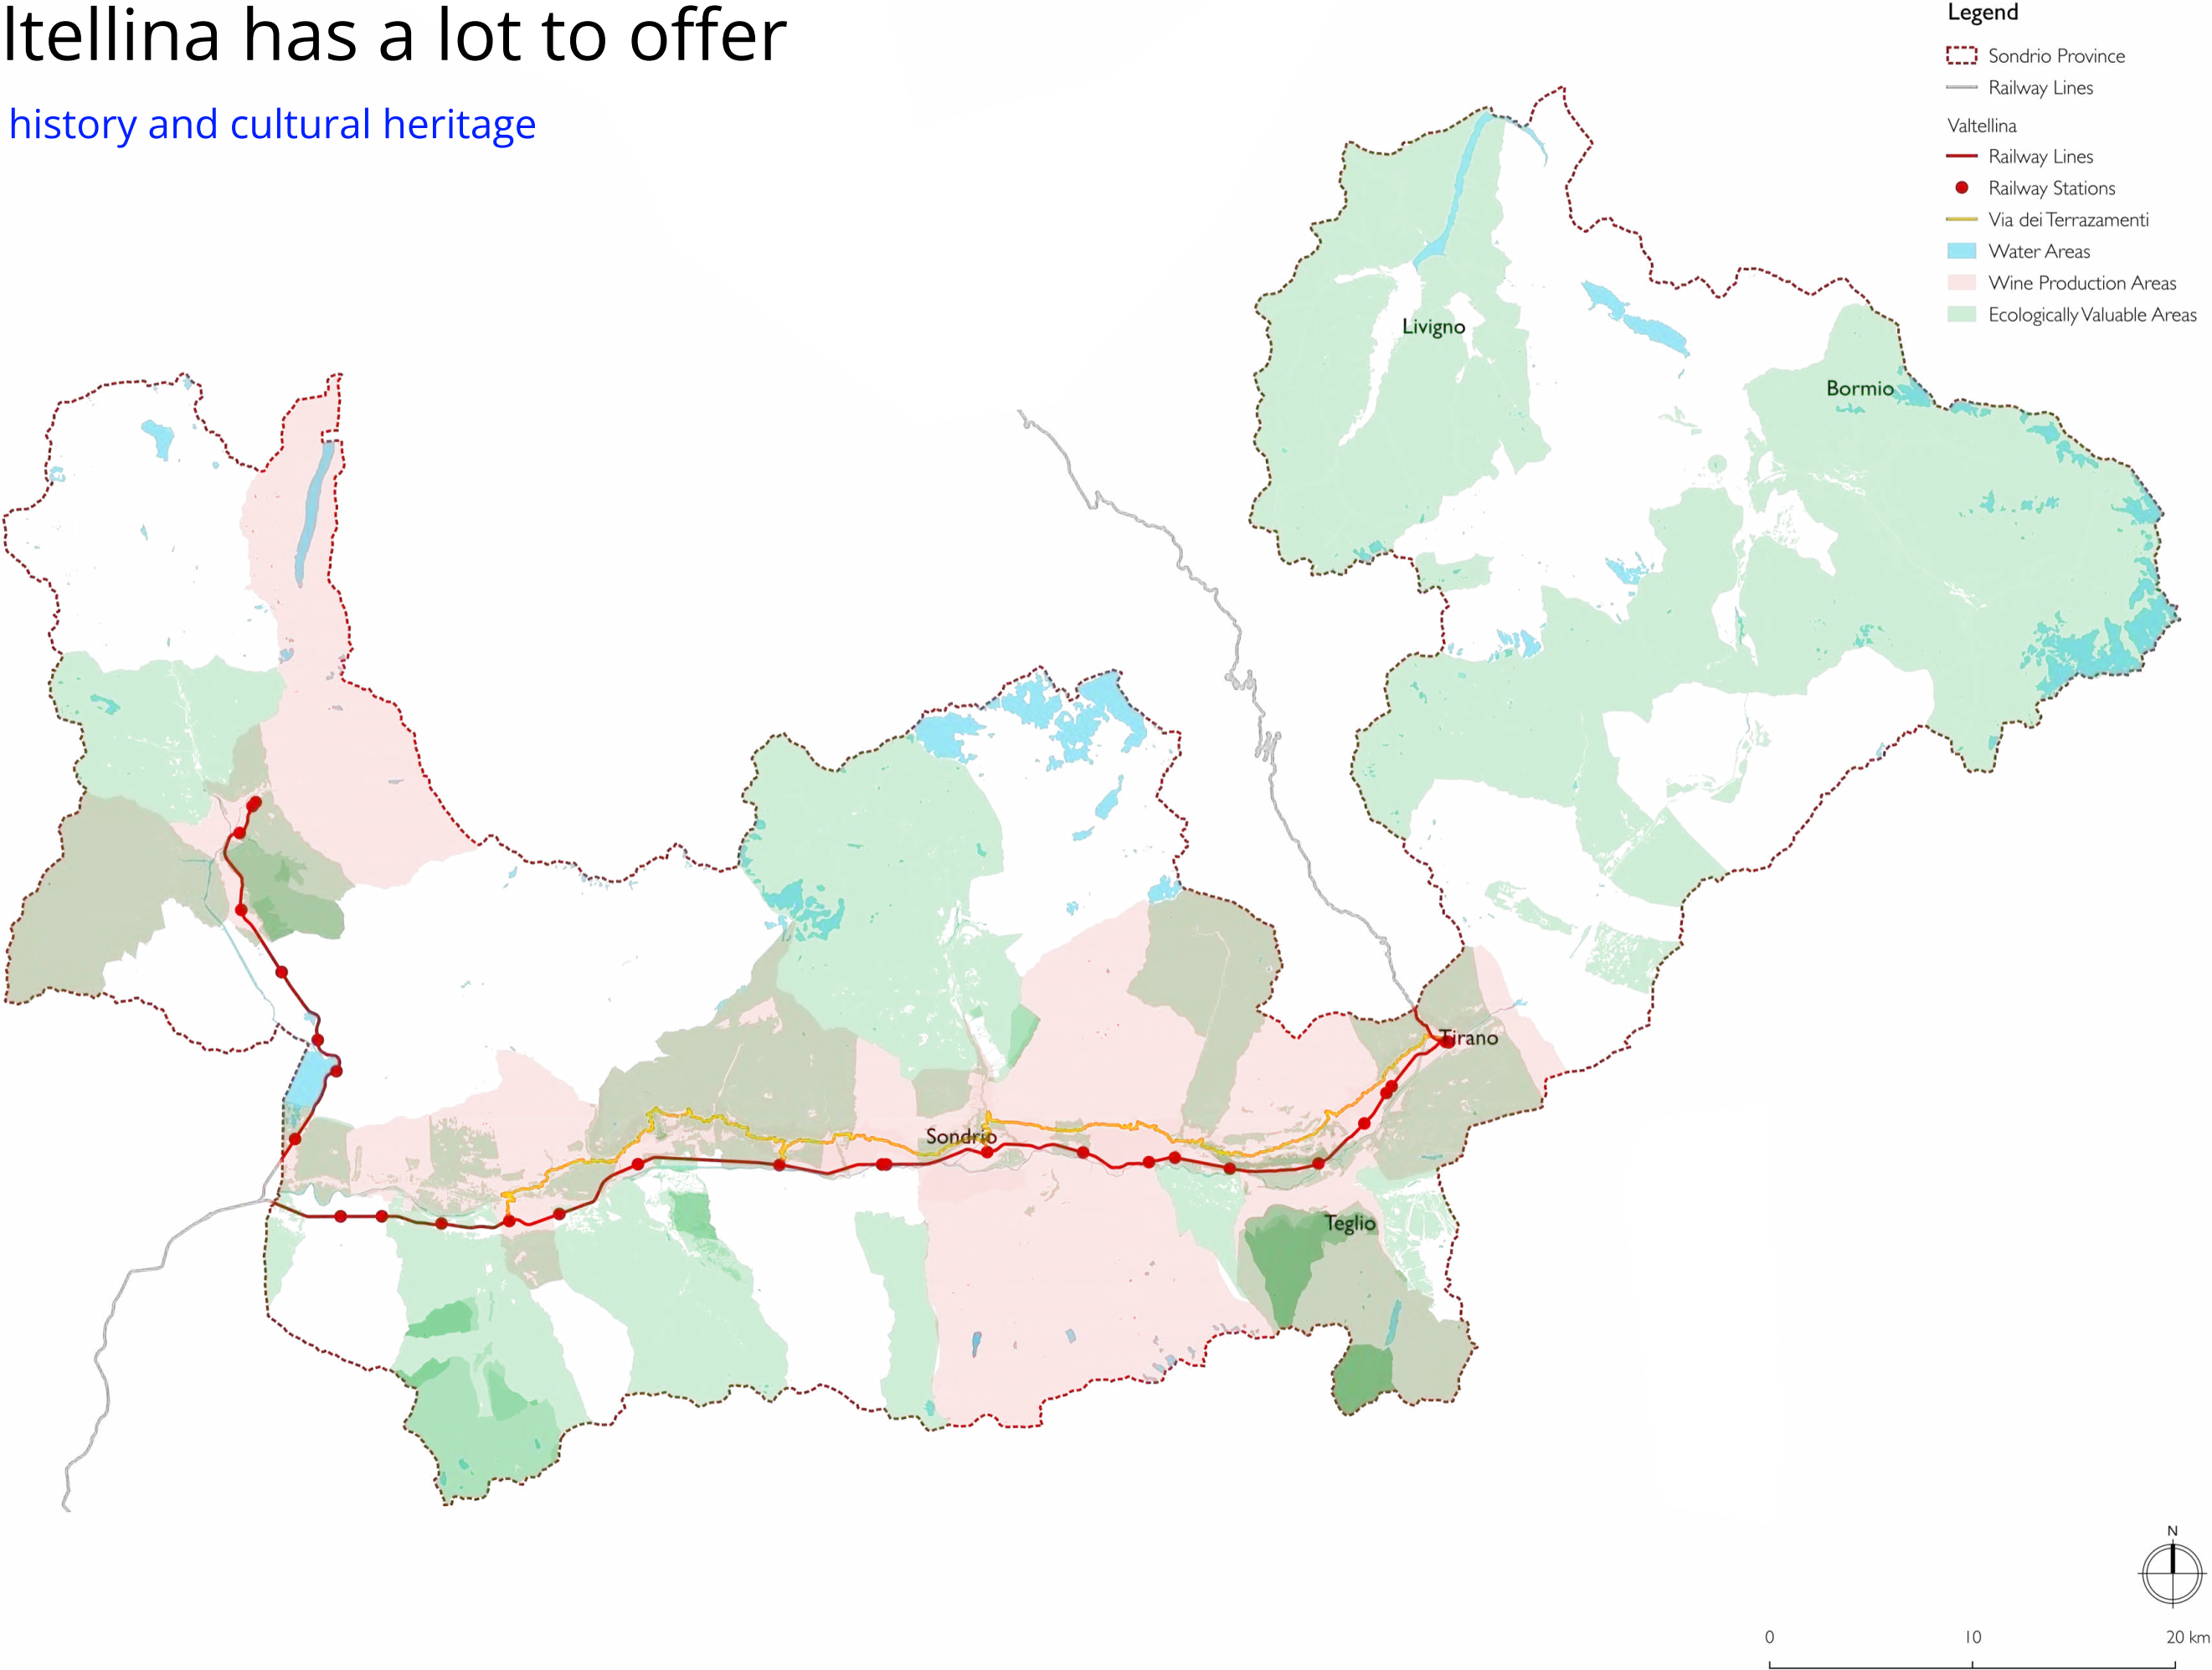 ltellina has a lot to offer
history and cultural heritage
Legend
Sondrio Province
Railway Lines
Valtellina
Railway Lines
Railway Stations
Via dei Terrazamenti
Water Areas
Wine Production Areas
Ecologically Valuable Areas
Livigno
Bormio
Tirano
Sondrio
Teglio
N
0 10 20 km